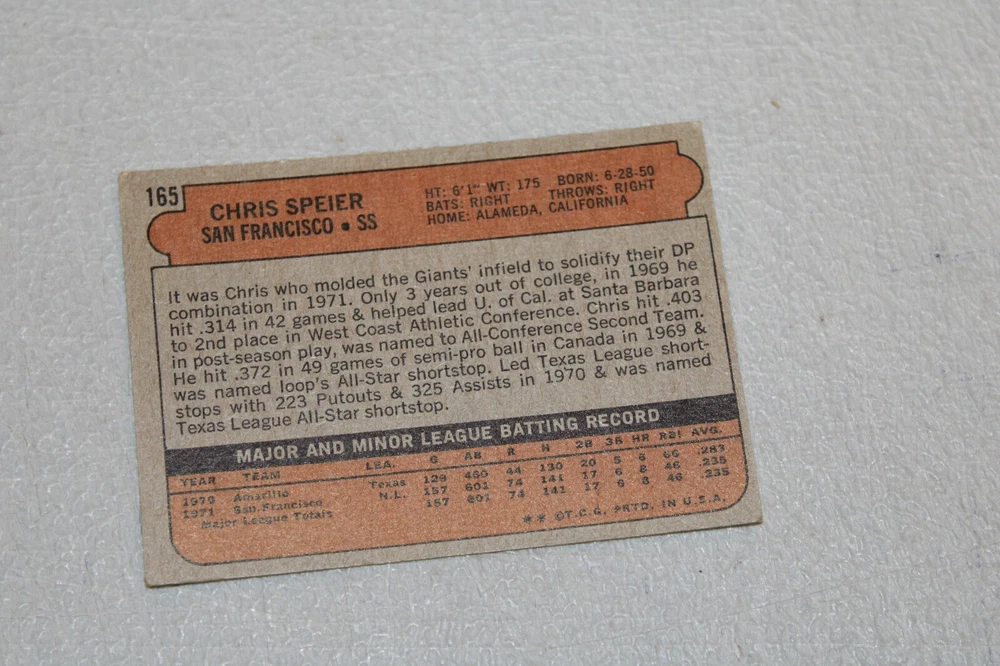 165
CHRIS SPEIER
SAN FRANCISCO • SS
HT: 6'1" WT: 175 BORN: 6-28-50
BATS: RIGHT THROWS: RIGHT
HOME: ALAMEDA, CALIFORNIA
It was Chris who molded the Giants' infield to solidify their DP
combination in 1971. Only 3 years out of college, in 1969 he
hit .314 in 42 games & helped lead U. of Cal. at Santa Barbara
to 2nd place in West Coast Athletic Conference. Chris hit .403
in post-season play, was named to All-Conference Second Team.
He hit .372 in 49 games of semi-pro ball in Canada in 1969 &
was named loop's All-Star shortstop. Led Texas League short-
stops with 223 Putouts & 325 Assists in 1970 & was named
Texas League All-Star shortstop.
MAJOR AND MINOR LEAGUE BATTING RECORD
YEAR TEAM LEA. G AB R H 2B 3B HR RBI AVG.
1970 Amarillo Texas 129 460 44 130 20 5 6 66 .283
1971 San Francisco N.L. 157 601 74 141 17 6 8 46 .235
Major League Totals 157 601 74 141 17 6 8 46 .235
** ©T.C.G. PRTD. IN U.S.A.